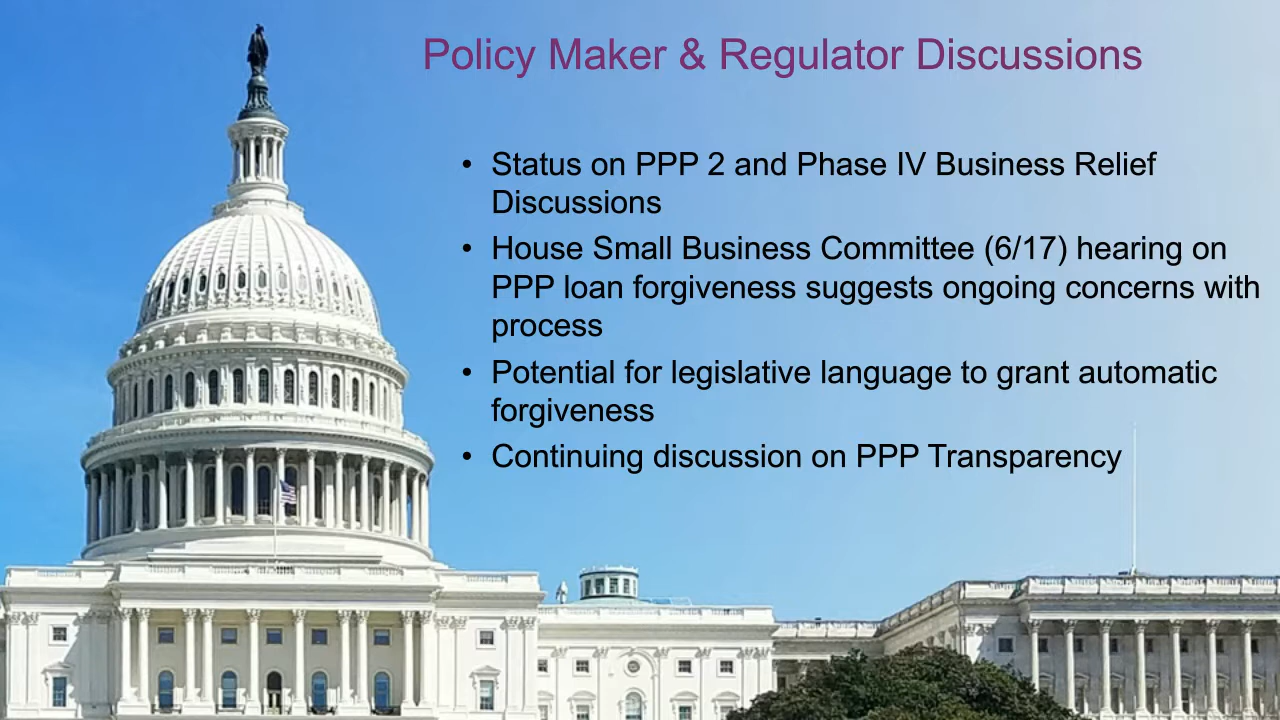 Policy Maker & Regulator Discussions
• Status on PPP 2 and Phase IV Business Relief
Discussions
• House Small Business Committee (6/17) hearing on
PPP loan forgiveness suggests ongoing concerns with
process
• Potential for legislative language to grant automatic
forgiveness
• Continuing discussion on PPP Transparency